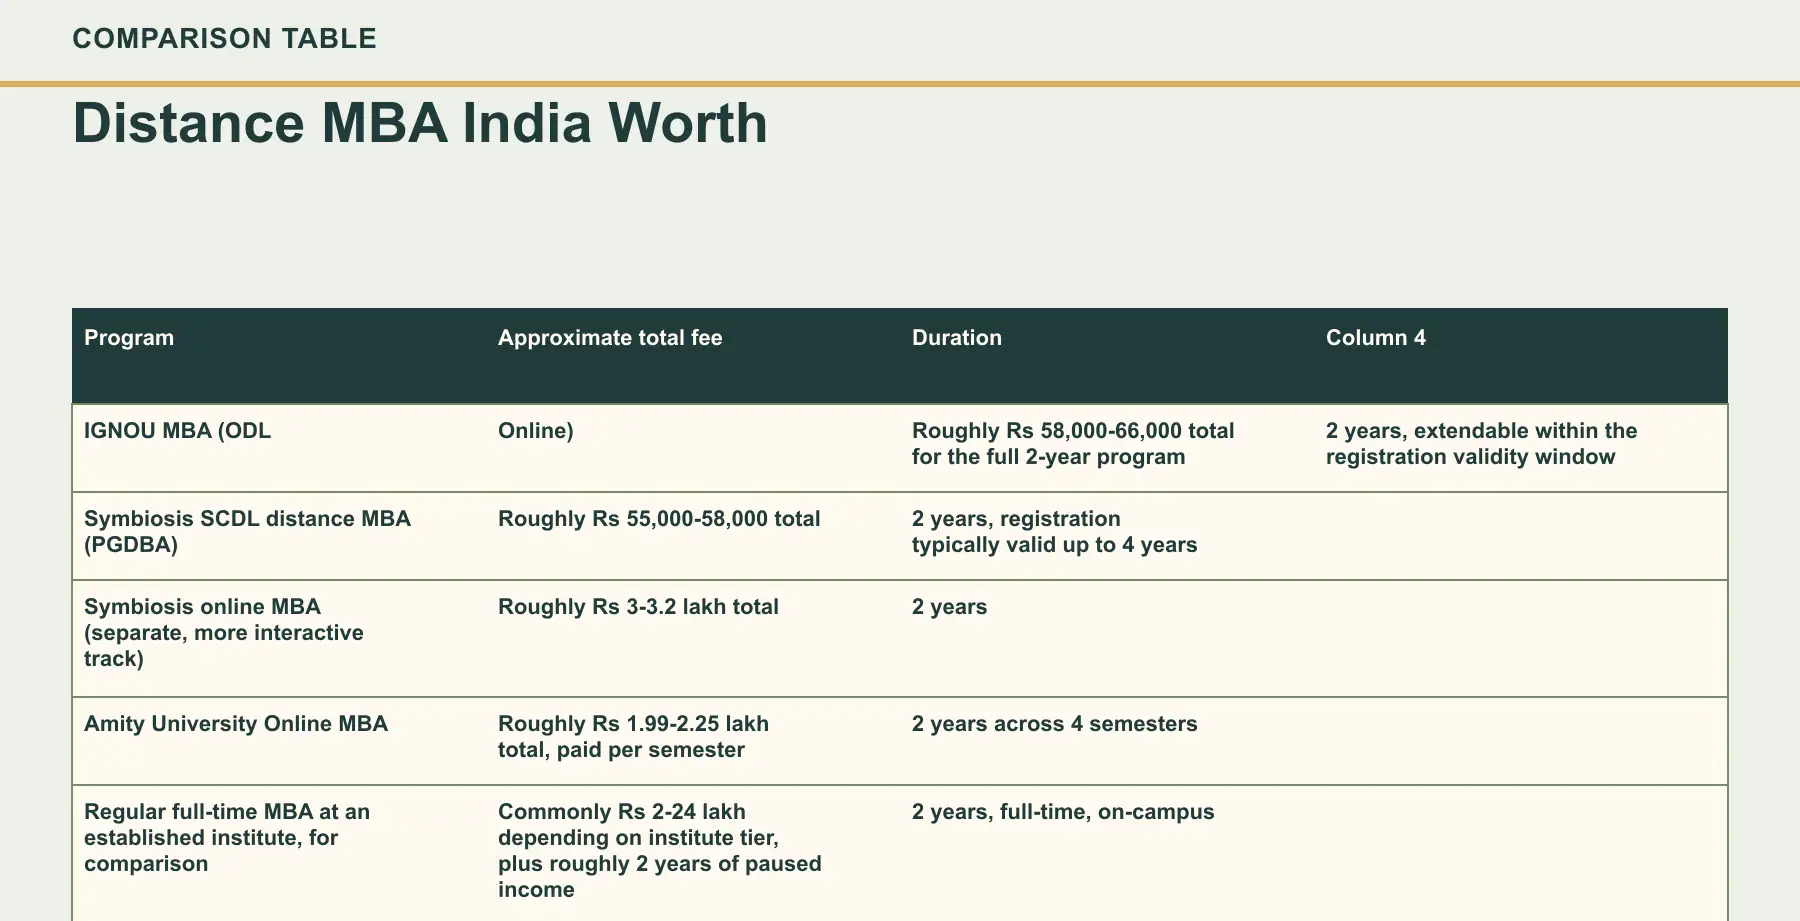 COMPARISON TABLE
Distance MBA India Worth
Program
Approximate total fee
Duration
Column 4
IGNOU MBA (ODL
Online)
Roughly Rs 58,000-66,000 total
for the full 2-year program
2 years, extendable within the
registration validity window
Symbiosis SCDL distance MBA
(PGDBA)
Roughly Rs 55,000-58,000 total
2 years, registration
typically valid up to 4 years
Symbiosis online MBA
(separate, more interactive
track)
Roughly Rs 3-3.2 lakh total
2 years
Amity University Online MBA
Roughly Rs 1.99-2.25 lakh
total, paid per semester
2 years across 4 semesters
Regular full-time MBA at an
established institute, for
comparison
Commonly Rs 2-24 lakh
depending on institute tier,
plus roughly 2 years of paused
income
2 years, full-time, on-campus